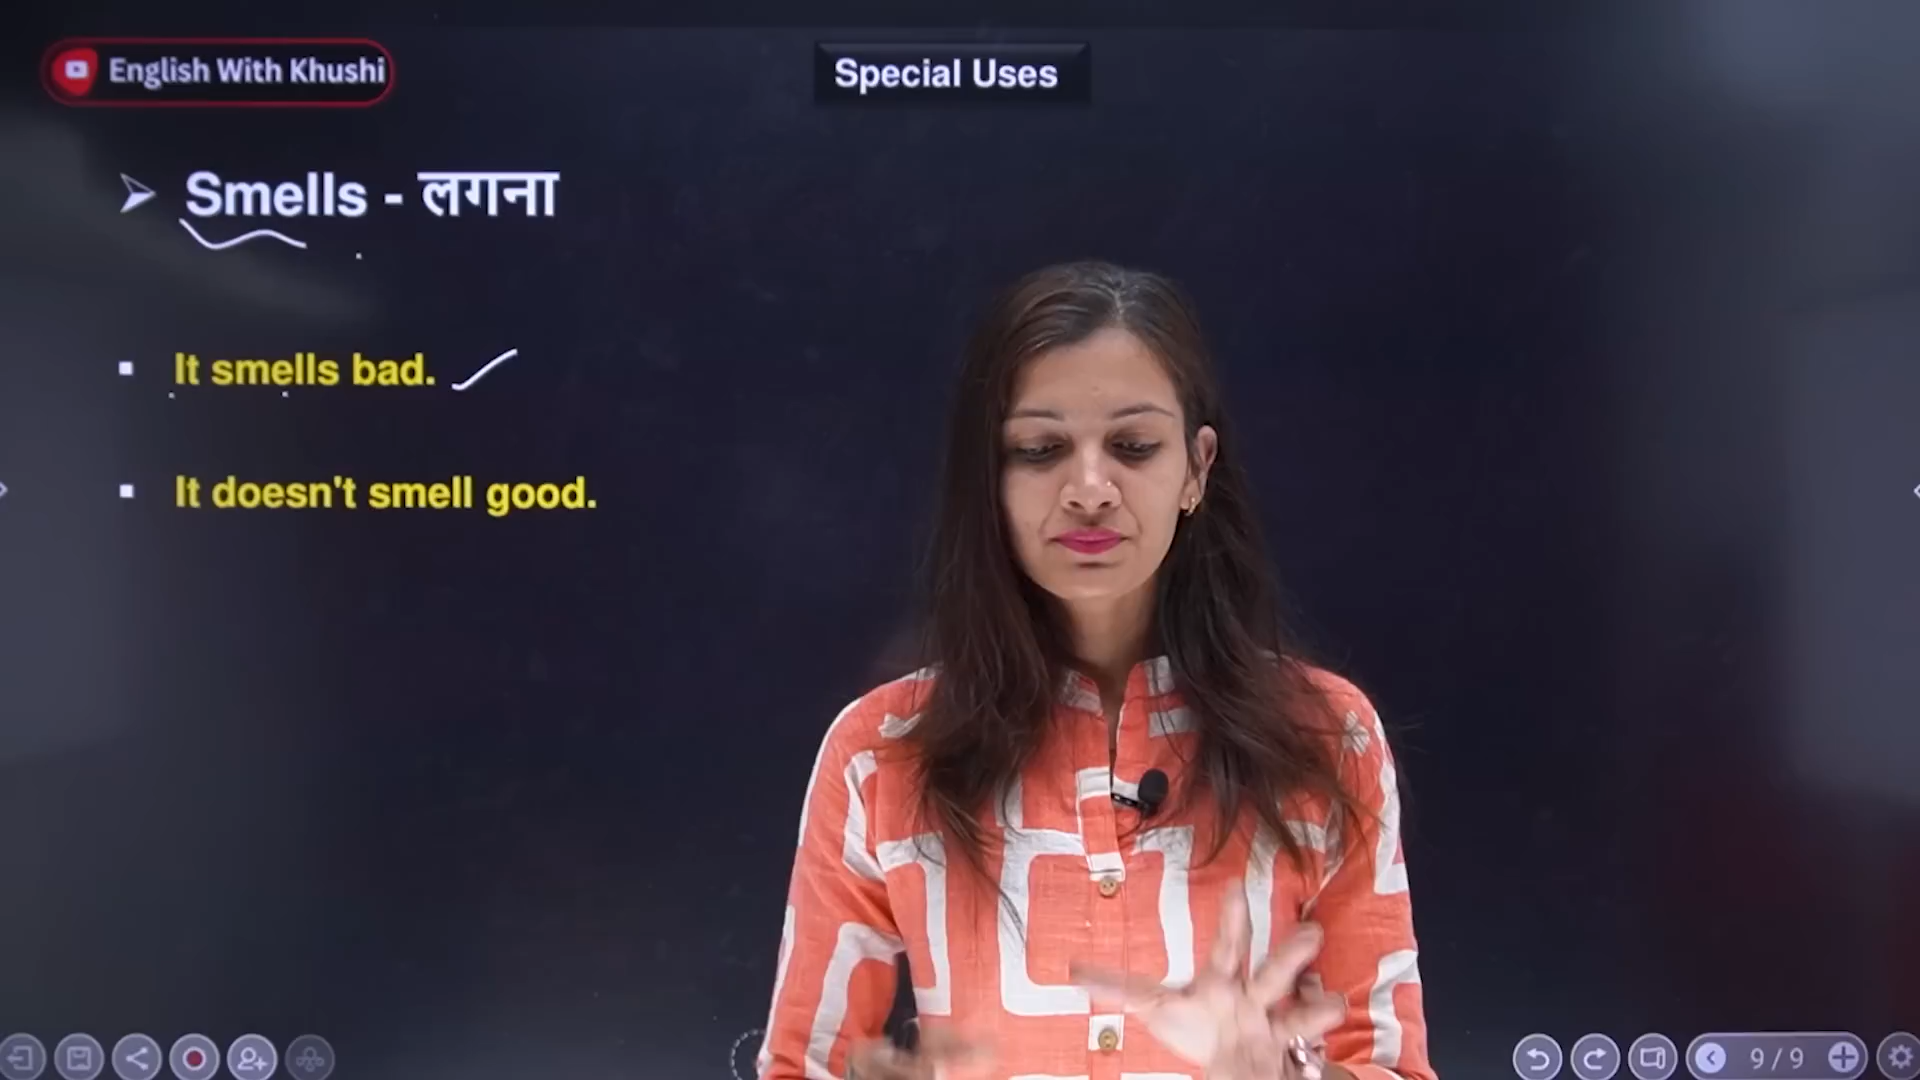 English With Khushi
Special Uses
Smells - लगना
It smells bad.
It doesn't smell good.
9/9